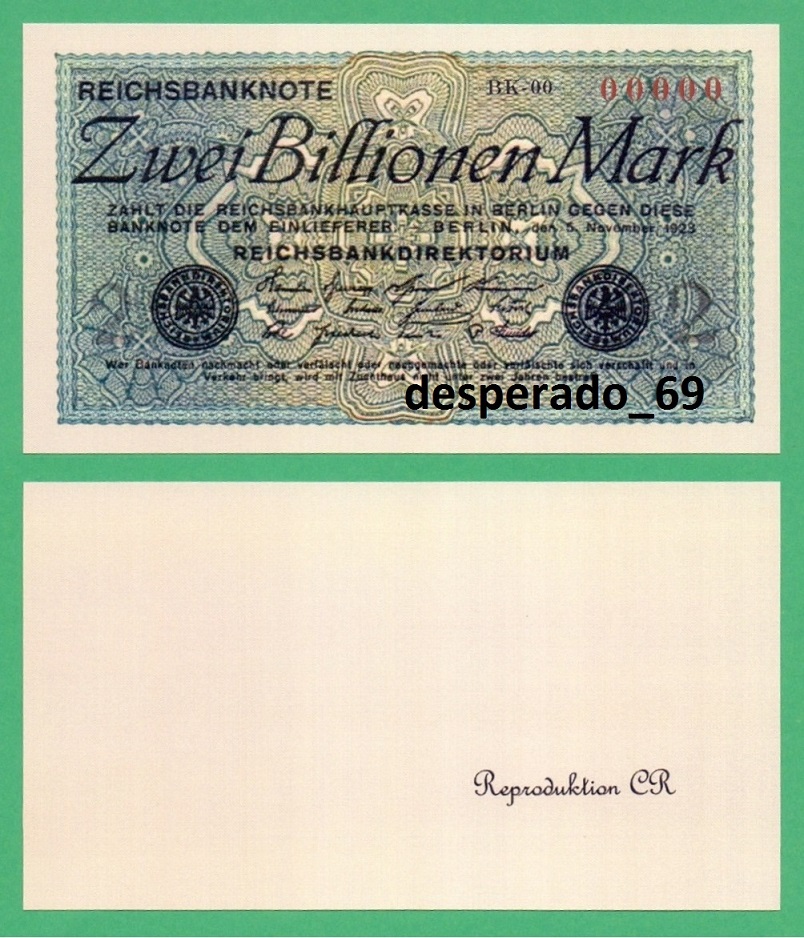 REICHSBANKNOTE BK-00 00000
Zwei Billionen Mark
ZAHLT DIE REICHSBANKHAUPTKASSE IN BERLIN GEGEN DIESE
BANKNOTE DEM EINLIEFERER. BERLIN, den 5. November 1923
REICHSBANKDIREKTORIUM
REICHSBANKDIREKTORIUM
REICHSBANKDIREKTORIUM
Wer Banknoten nachmacht oder verfälscht oder nachgemachte oder verfälschte sich verschafft und in
Verkehr bringt, wird mit Zuchthaus nicht unter zwei Jahren bestraft
desperado_69
Reproduktion CR